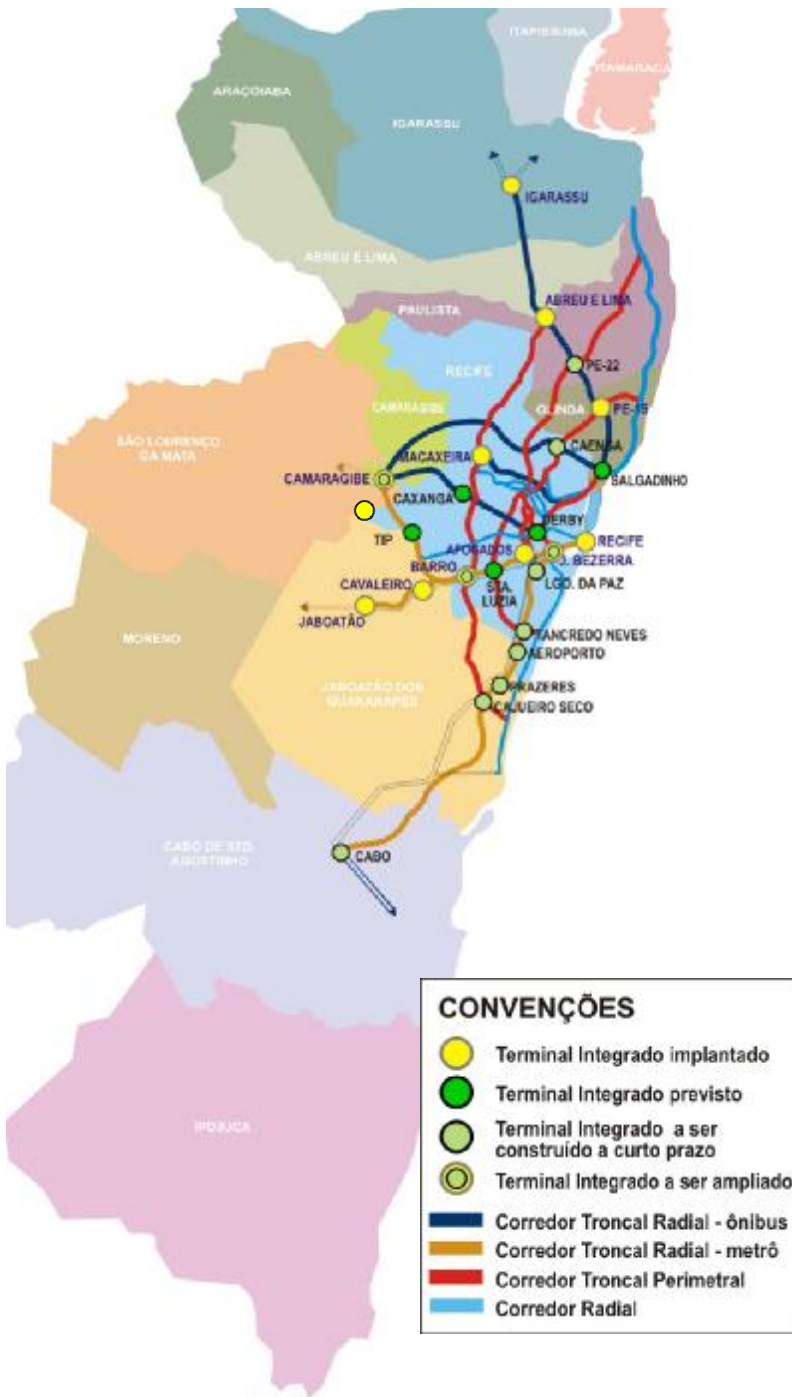 ITAPISSUMA
ITAMARACÁ
ARAÇOIABA
IGARASSU
IGARASSU
ABREU E LIMA
ABREU E LIMA
PAULISTA
RECIFE
PE-22
CAMARAGIBE
OLINDA
PE-15
SÃO LOURENÇO
DA MATA
CAENGA
MACAXEIRA
CAMARAGIBE
SALGADINHO
CAXANGA
DERBY
TIP
AFOGADOS
RECIFE
J. BEZERRA
BARRO
CAVALEIRO
STA.
LUZIA
LGO. DA PAZ
JABOATÃO
MORENO
TANCREDO NEVES
AEROPORTO
JABOATÃO DOS
GUARARAPES
PRAZERES
CAJUEIRO SECO
CABO DE STO.
AGOSTINHO
CABO
IPOJUCA
CONVENÇÕES
Terminal Integrado implantado
Terminal Integrado previsto
Terminal Integrado a ser
construído a curto prazo
Terminal Integrado a ser ampliado
Corredor Troncal Radial - ônibus
Corredor Troncal Radial - metrô
Corredor Troncal Perimetral
Corredor Radial